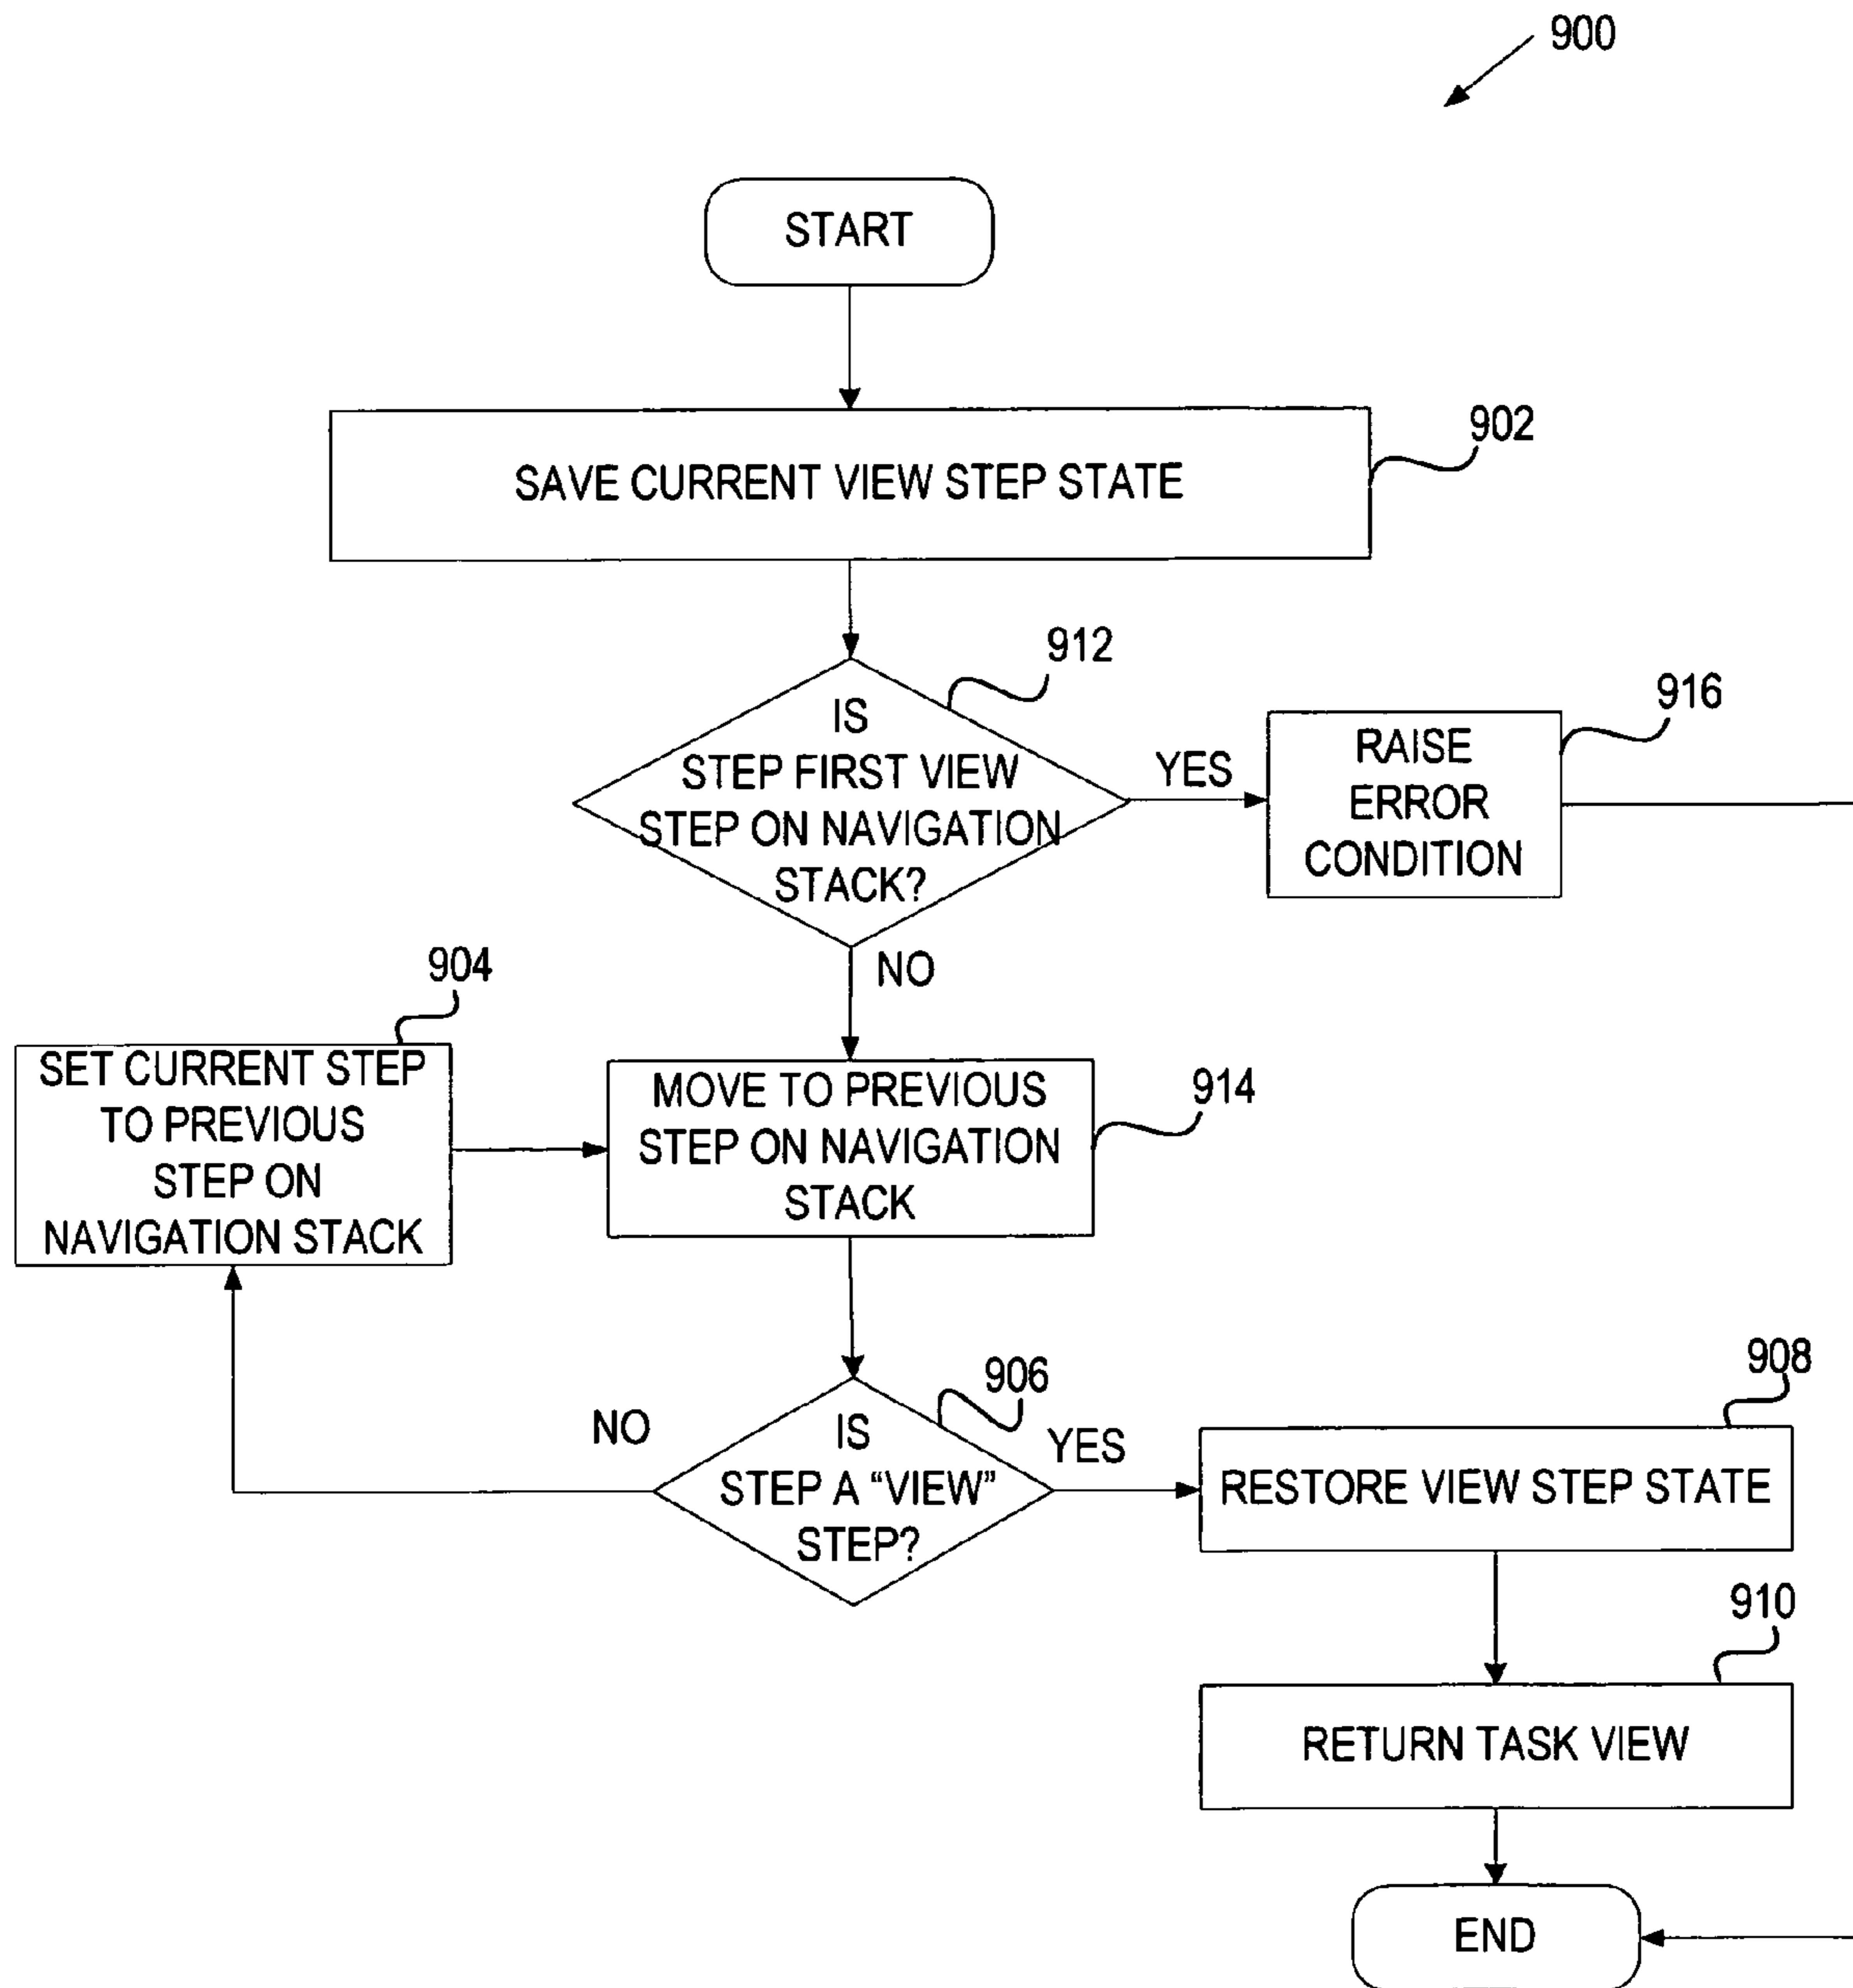 900
START
902
SAVE CURRENT VIEW STEP STATE
912
IS
STEP FIRST VIEW
STEP ON NAVIGATION
STACK?
YES
916
RAISE
ERROR
CONDITION
NO
904
SET CURRENT STEP
TO PREVIOUS
STEP ON
NAVIGATION STACK
914
MOVE TO PREVIOUS
STEP ON NAVIGATION
STACK
906
NO
IS
STEP A “VIEW”
STEP?
YES
908
RESTORE VIEW STEP STATE
910
RETURN TASK VIEW
END